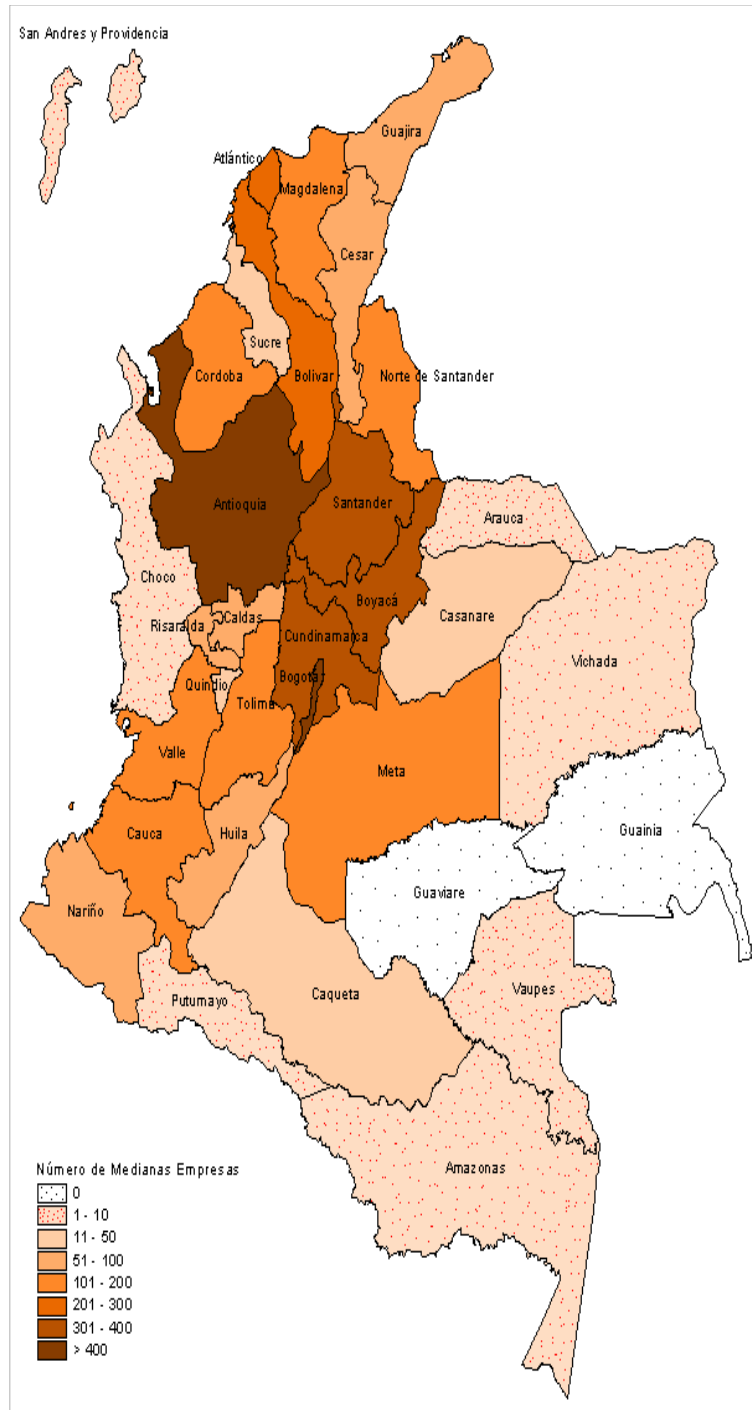 San Andres y Providencia
Guajira
Atlántico
Magdalena
Cesar
Sucre
Cordoba
Bolivar
Norte de Santander
Antioquia
Santander
Arauca
Choco
Boyacá
Risaralda
Caldas
Casanare
Cundinamarca
Vichada
Bogota
Quindio
Tolima
Valle
Meta
Guainia
Cauca
Huila
Guaviare
Nariño
Vaupes
Putumayo
Caqueta
Amazonas
Número de Medianas Empresas
0
1 - 10
11 - 50
51 - 100
101 - 200
201 - 300
301 - 400
> 400